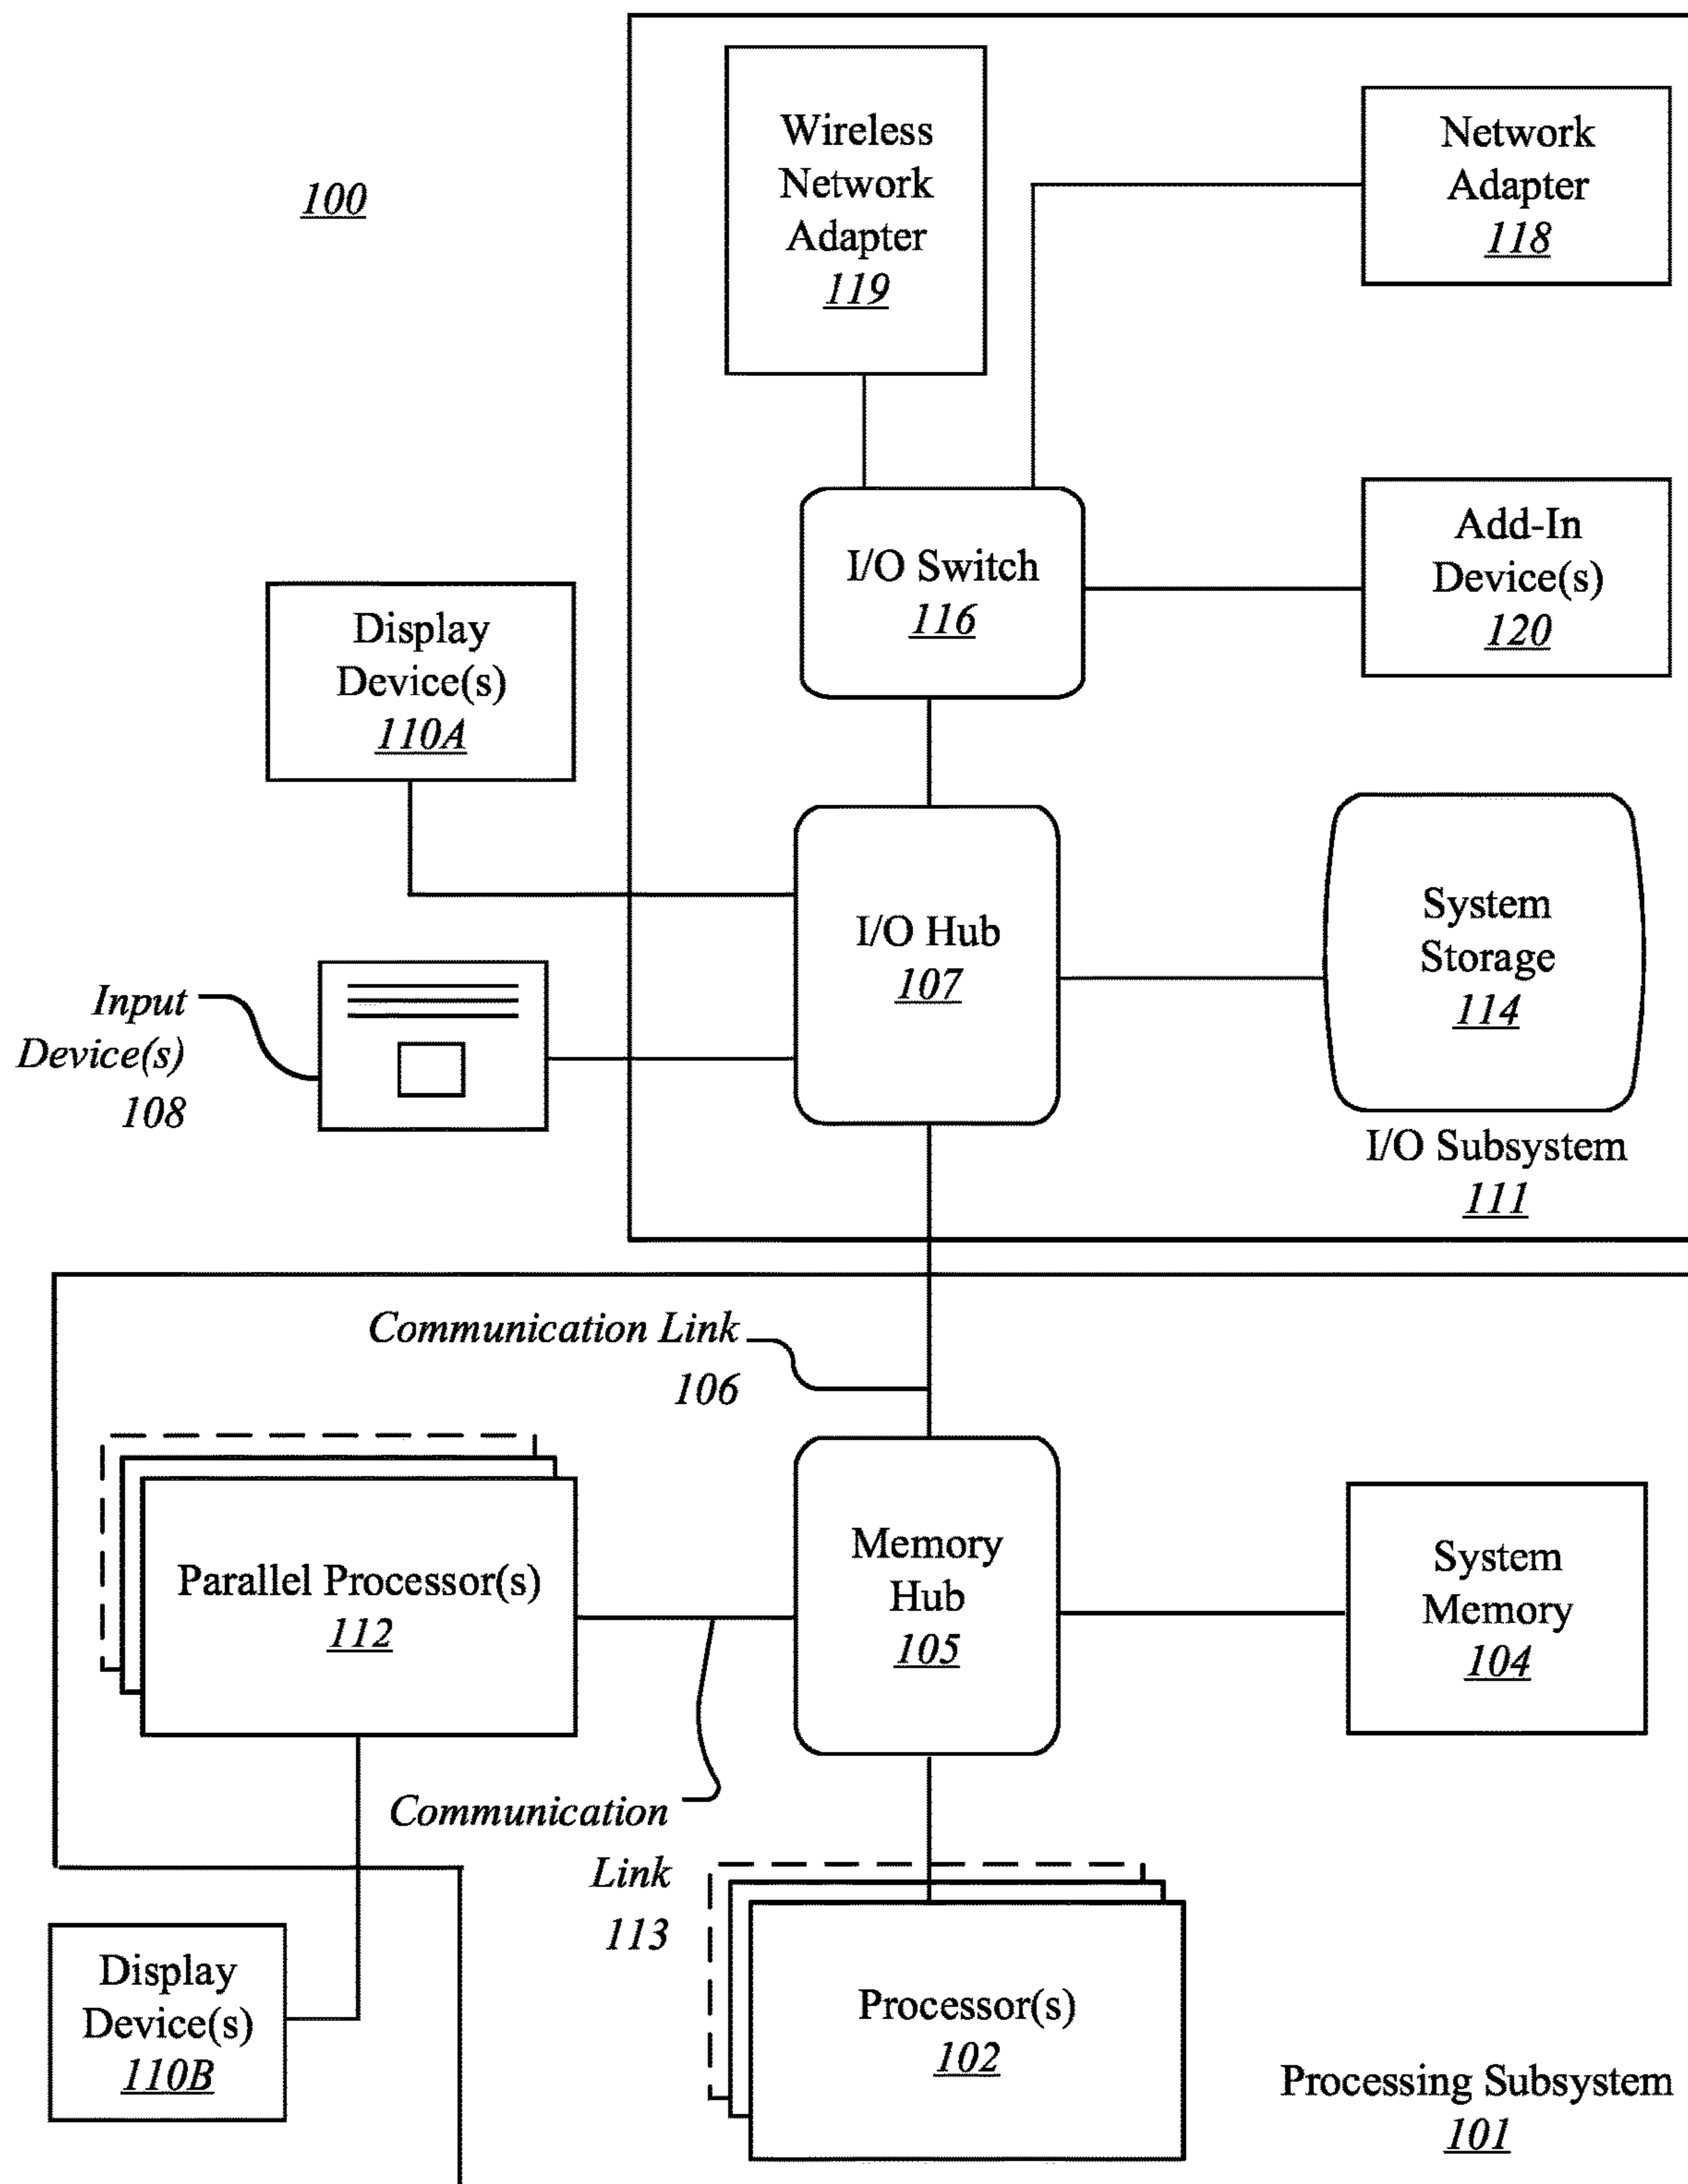 100
Wireless
Network
Adapter
119
Network
Adapter
118
I/O Switch
116
Add-In
Device(s)
120
Display
Device(s)
110A
I/O Hub
107
System
Storage
114
Input
Device(s)
108
I/O Subsystem
111
Communication Link
106
Parallel Processor(s)
112
Memory
Hub
105
System
Memory
104
Communication
Link
113
Display
Device(s)
110B
Processor(s)
102
Processing Subsystem
101